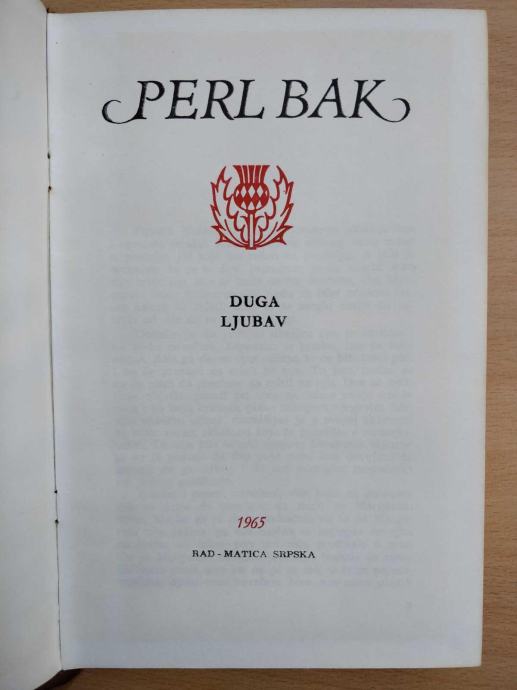 PERL BAK
DUGA
LJUBAV
1965
RAD - MATICA SRPSKA